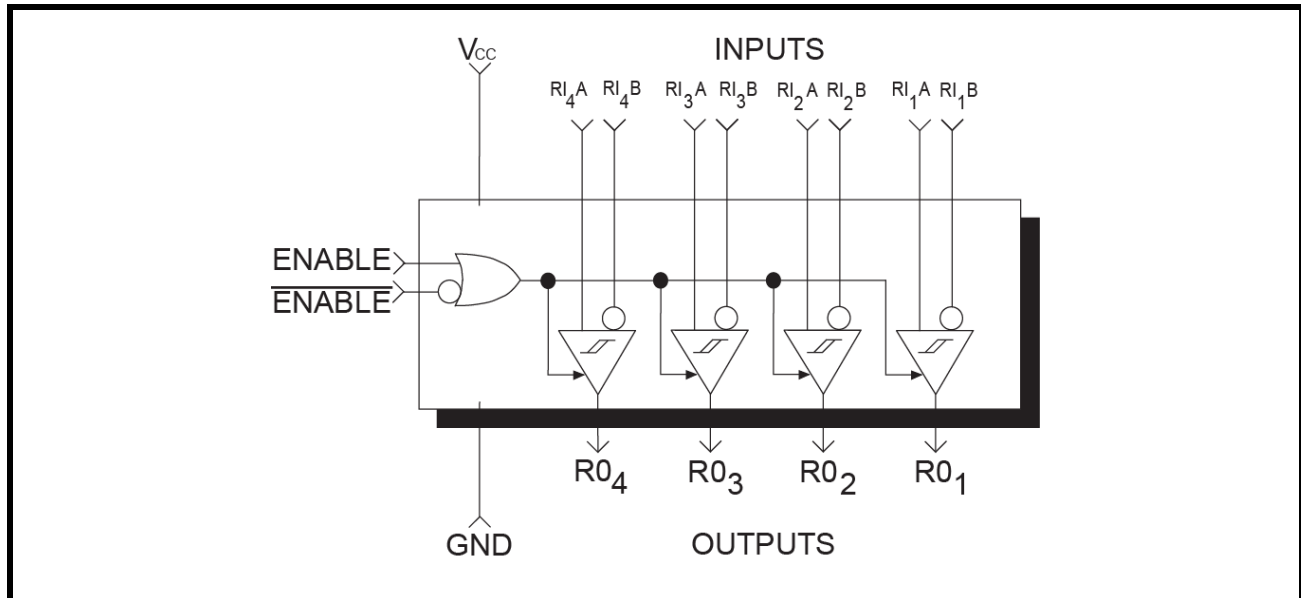 VCC INPUTS
RI4A RI4B RI3A RI3B RI2A RI2B RI1A RI1B
ENABLE
ENABLE
R04 R03 R02 R01
GND OUTPUTS